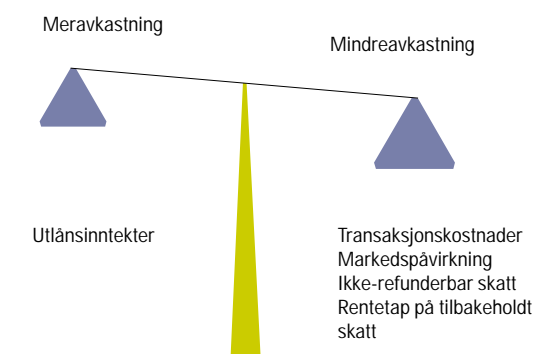 Meravkastning
Mindreavkastning
Utlånsinntekter
Transaksjonskostnader
Markedspåvirkning
Ikke-refunderbar skatt
Rentetap på tilbakeholdt
skatt